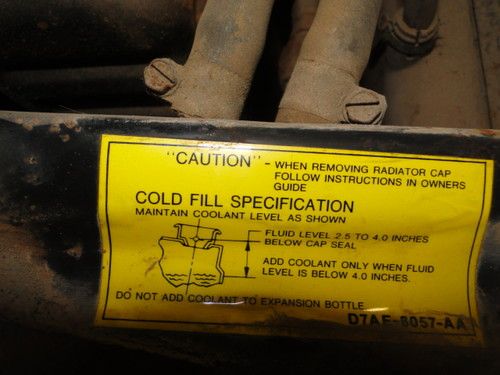 "CAUTION" - WHEN REMOVING RADIATOR CAP
FOLLOW INSTRUCTIONS IN OWNERS
GUIDE
COLD FILL SPECIFICATION
MAINTAIN COOLANT LEVEL AS SHOWN
FLUID LEVEL 2.5 TO 4.0 INCHES
BELOW CAP SEAL
ADD COOLANT ONLY WHEN FLUID
LEVEL IS BELOW 4.0 INCHES.
DO NOT ADD COOLANT TO EXPANSION BOTTLE
D7AE-8057-AA